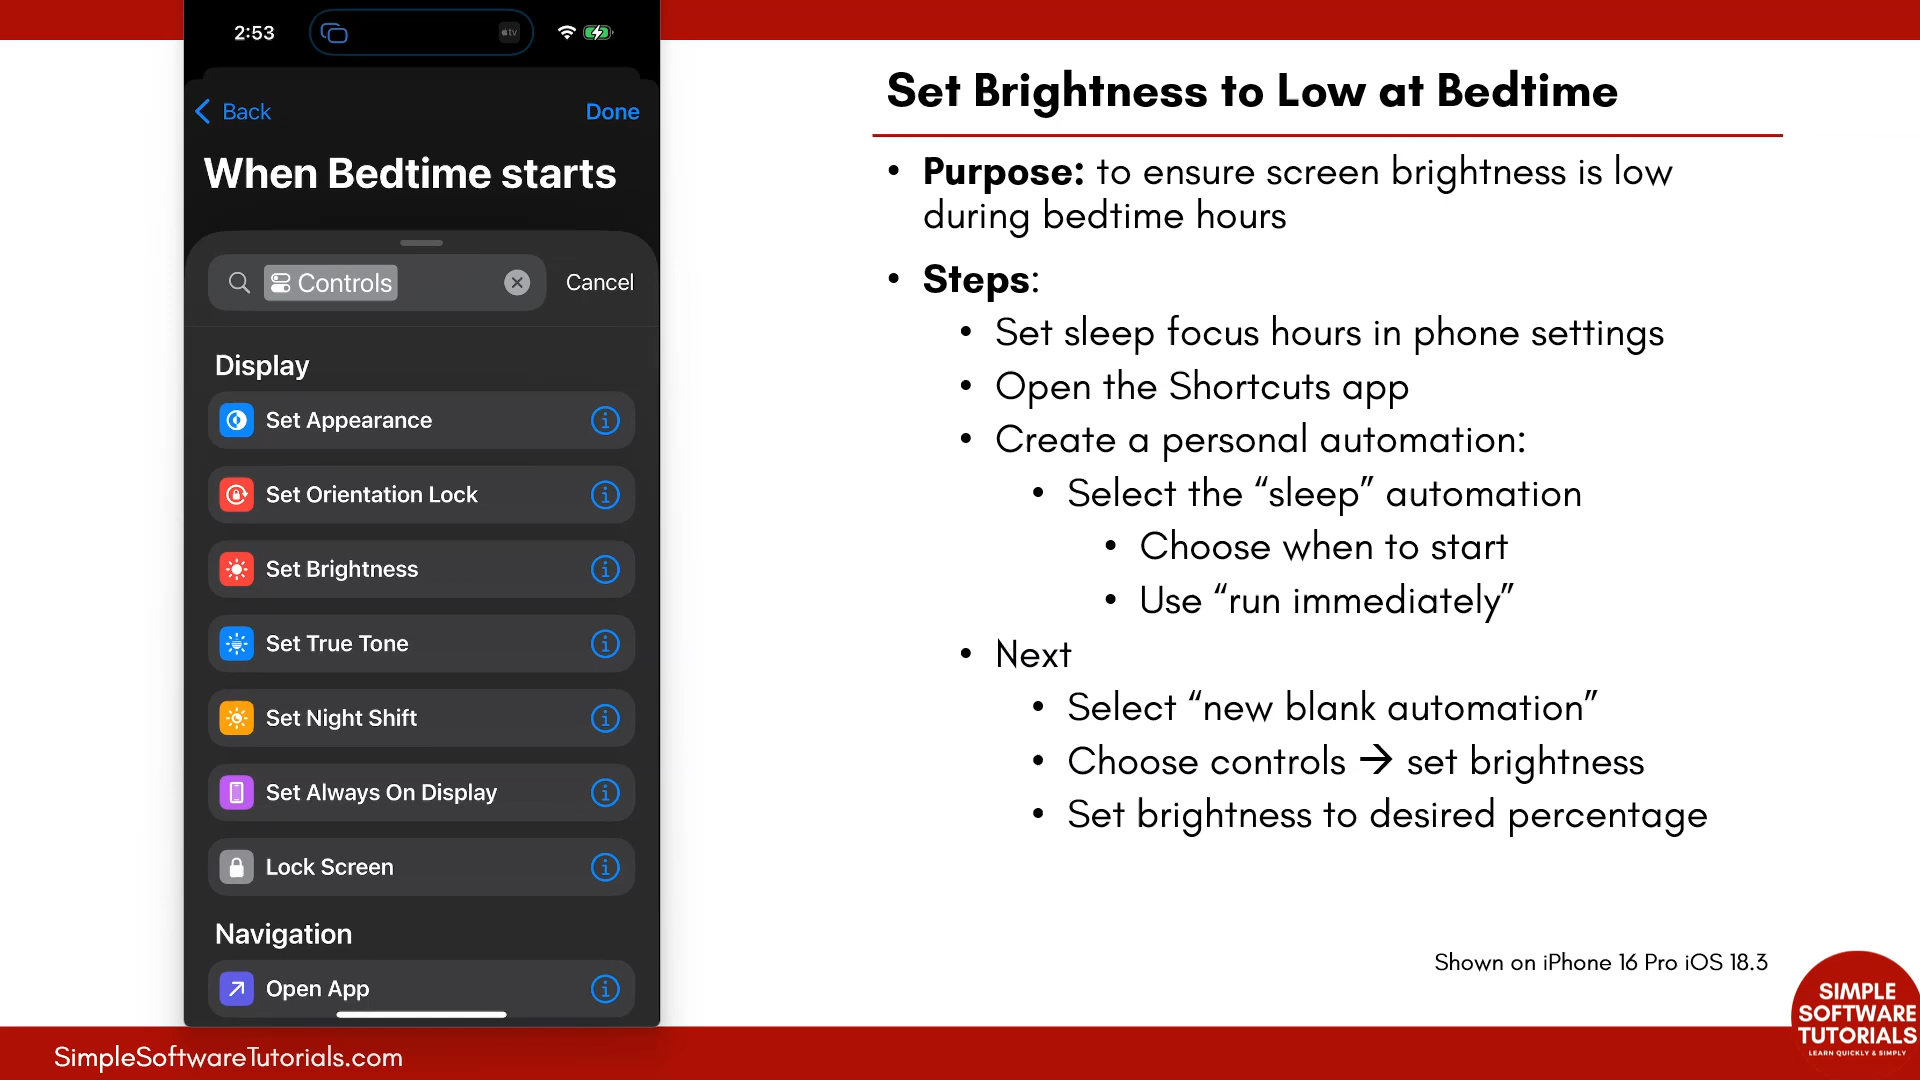 2:53
tv
Back
Done
When Bedtime starts
Controls
Cancel
Display
Set Appearance
Set Orientation Lock
Set Brightness
Set True Tone
Set Night Shift
Set Always On Display
Lock Screen
Navigation
Open App
Set Brightness to Low at Bedtime
• Purpose: to ensure screen brightness is low
during bedtime hours
• Steps:
• Set sleep focus hours in phone settings
• Open the Shortcuts app
• Create a personal automation:
• Select the “sleep” automation
• Choose when to start
• Use “run immediately”
• Next
• Select “new blank automation”
• Choose controls → set brightness
• Set brightness to desired percentage
Shown on iPhone 16 Pro iOS 18.3
SIMPLE
SOFTWARE
TUTORIALS
LEARN QUICKLY & SIMPLY
SimpleSoftwareTutorials.com